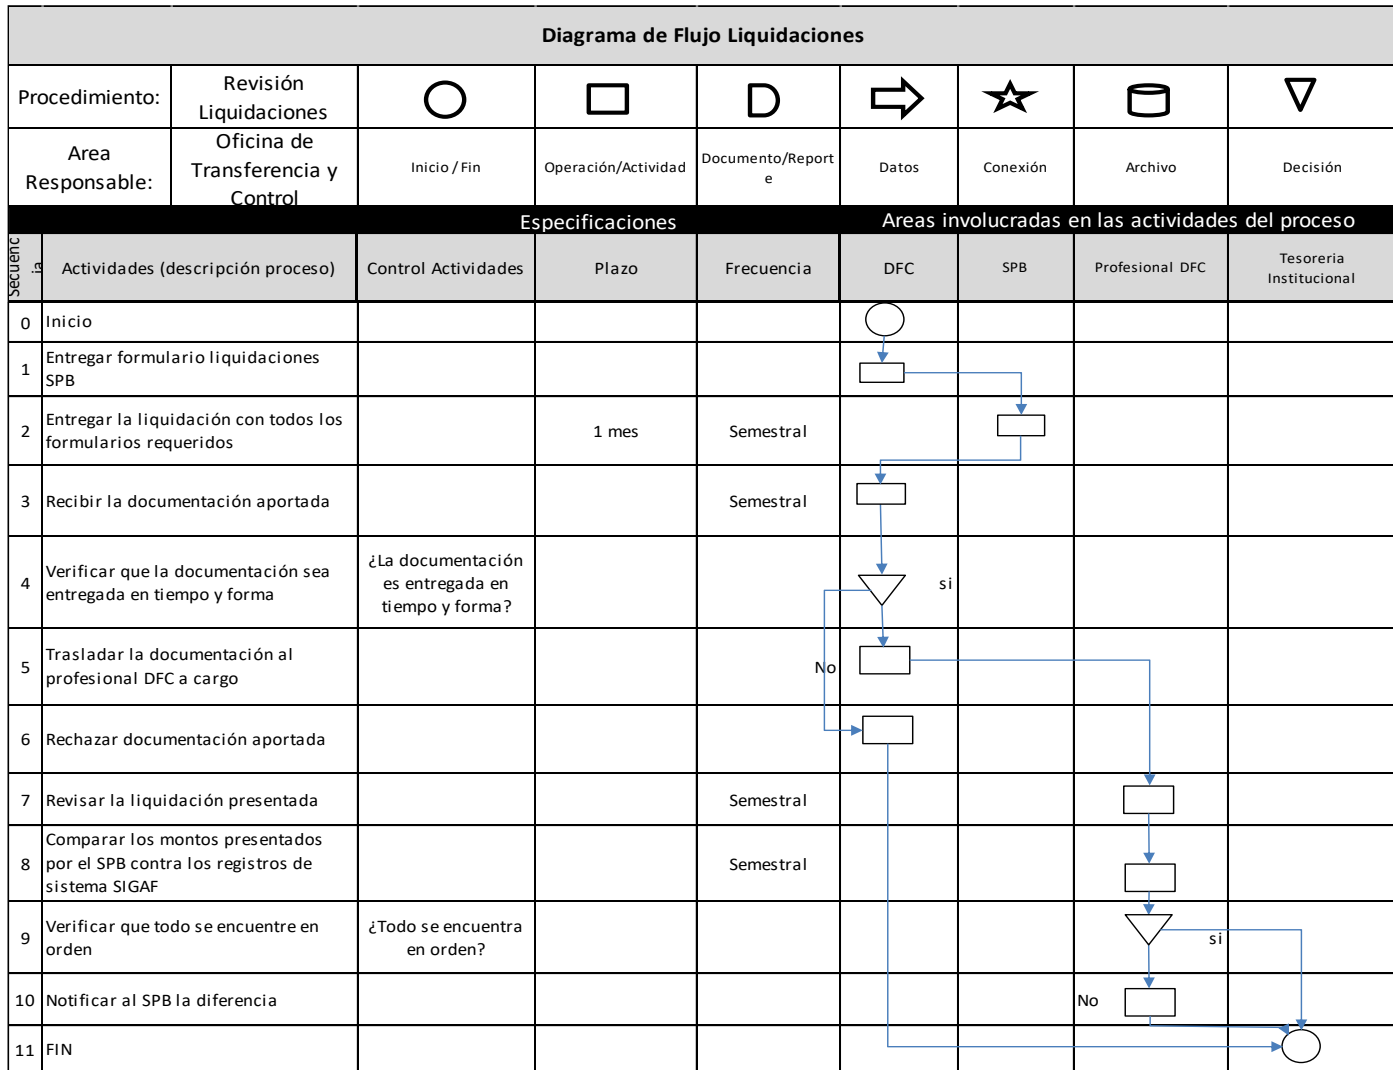 Diagrama de Flujo Liquidaciones
Procedimiento:
Revisión
Liquidaciones
Area
Responsable:
Oficina de
Transferencia y
Control
Inicio / Fin
Operación/Actividad
Documento/Report
e
Datos
Conexión
Archivo
Decisión
Especificaciones
Areas involucradas en las actividades del proceso
Secuenc
ia
Actividades (descripción proceso)
Control Actividades
Plazo
Frecuencia
DFC
SPB
Profesional DFC
Tesoreria
Institucional
0 Inicio
1 Entregar formulario liquidaciones
SPB
2 Entregar la liquidación con todos los
formularios requeridos
1 mes
Semestral
3 Recibir la documentación aportada
Semestral
4 Verificar que la documentación sea
entregada en tiempo y forma
¿La documentación
es entregada en
tiempo y forma?
si
5 Trasladar la documentación al
profesional DFC a cargo
No
6 Rechazar documentación aportada
7 Revisar la liquidación presentada
Semestral
8 Comparar los montos presentados
por el SPB contra los registros de
sistema SIGAF
Semestral
9 Verificar que todo se encuentre en
orden
¿Todo se encuentra
en orden?
si
10 Notificar al SPB la diferencia
No
11 FIN